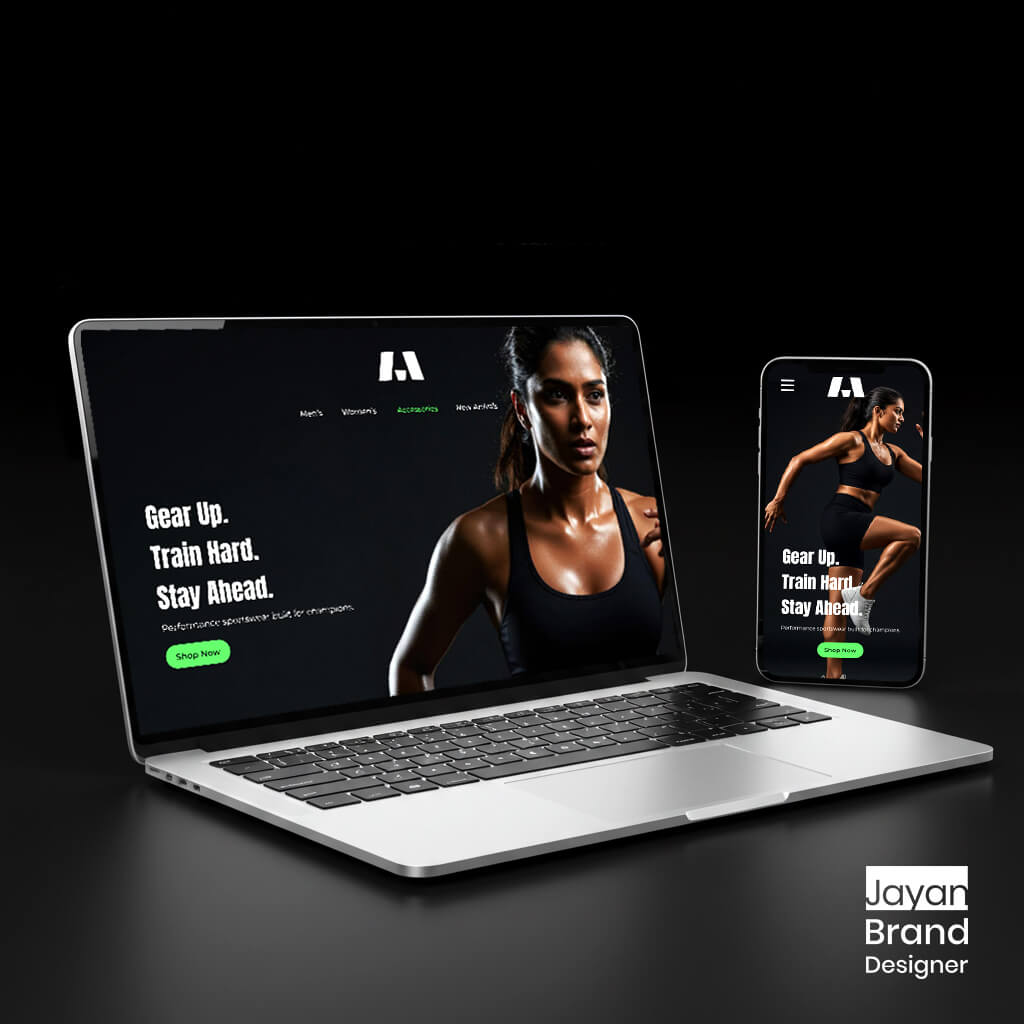 Men's Women's Accessories New Arrivals
Gear Up.
Train Hard.
Stay Ahead.
Performance sportswear built for champions.
Shop Now
Gear Up.
Train Hard.
Stay Ahead.
Performance sportswear built for champions.
Shop Now
Jayan
Brand
Designer